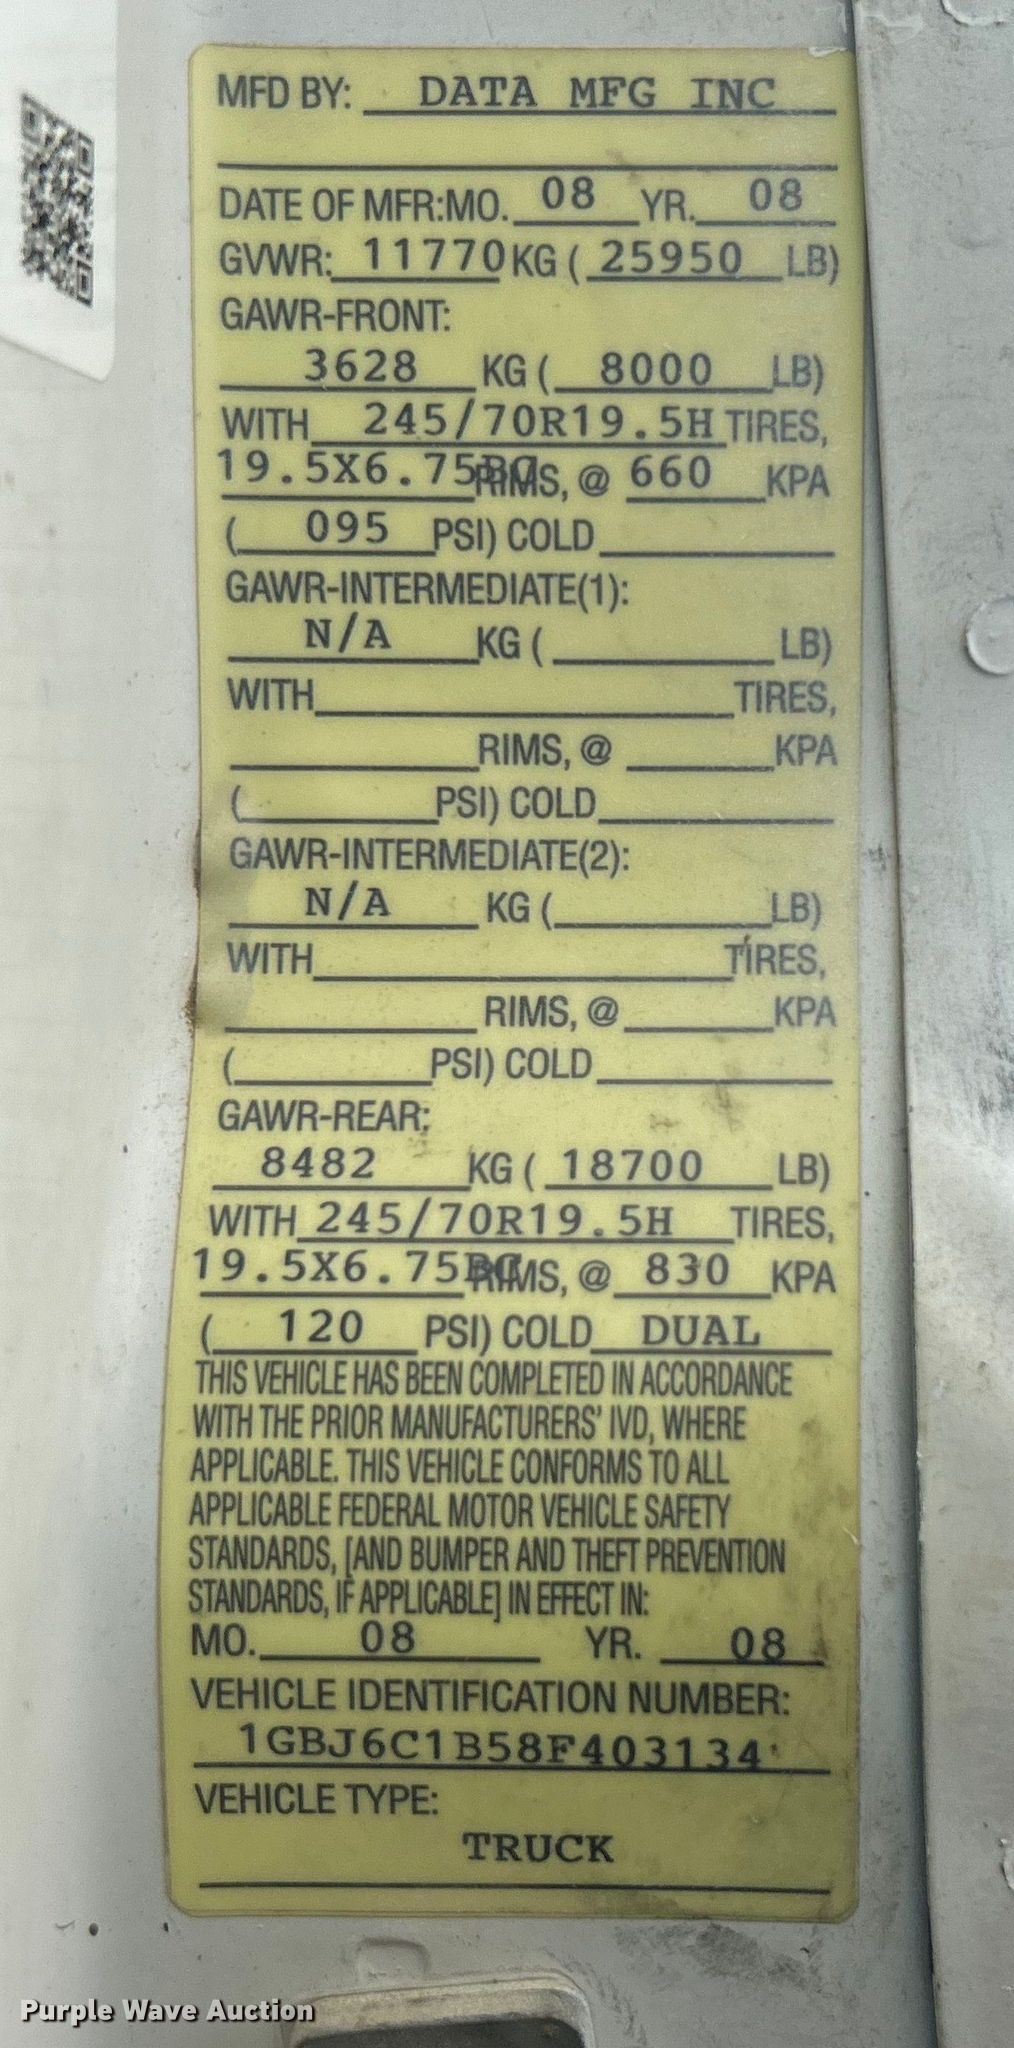 MFD BY: DATA MFG INC
DATE OF MFR:MO. 08 YR. 08
GVWR: 11770 KG ( 25950 LB)
GAWR-FRONT:
3628 KG ( 8000 LB)
WITH 245/70R19.5H TIRES,
19.5X6.75BC RIMS, @ 660 KPA
( 095 PSI) COLD
GAWR-INTERMEDIATE(1):
N/A KG ( LB)
WITH TIRES,
RIMS, @ KPA
( PSI) COLD
GAWR-INTERMEDIATE(2):
N/A KG ( LB)
WITH TIRES,
RIMS, @ KPA
( PSI) COLD
GAWR-REAR:
8482 KG ( 18700 LB)
WITH 245/70R19.5H TIRES,
19.5X6.75BC RIMS, @ 830 KPA
( 120 PSI) COLD DUAL
THIS VEHICLE HAS BEEN COMPLETED IN ACCORDANCE
WITH THE PRIOR MANUFACTURERS' IVD, WHERE
APPLICABLE. THIS VEHICLE CONFORMS TO ALL
APPLICABLE FEDERAL MOTOR VEHICLE SAFETY
STANDARDS, [AND BUMPER AND THEFT PREVENTION
STANDARDS, IF APPLICABLE] IN EFFECT IN:
MO. 08 YR. 08
VEHICLE IDENTIFICATION NUMBER:
1GBJ6C1B58F403134
VEHICLE TYPE:
TRUCK
Purple Wave Auction